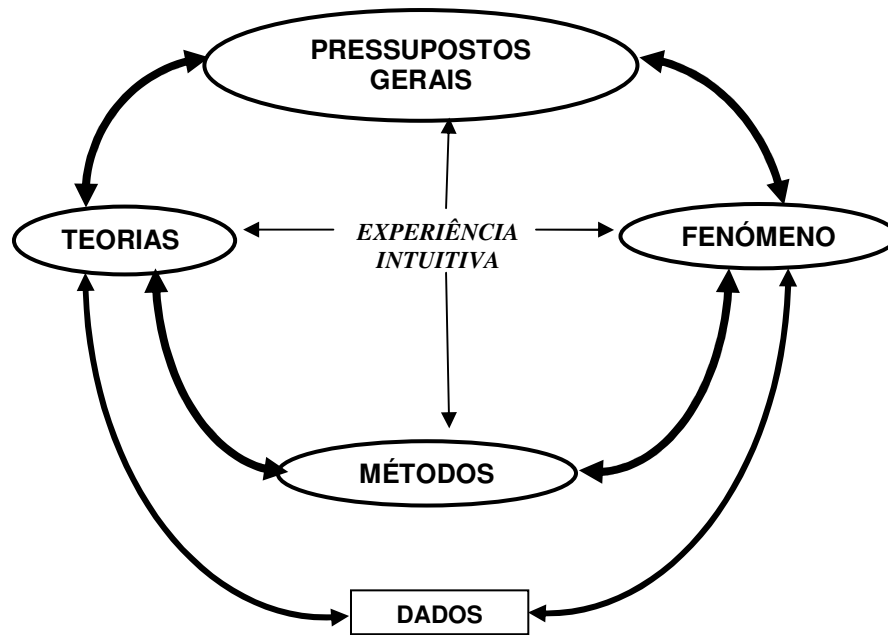 PRESSUPOSTOS
GERAIS
TEORIAS
EXPERIÊNCIA
INTUITIVA
FENÓMENO
MÉTODOS
DADOS